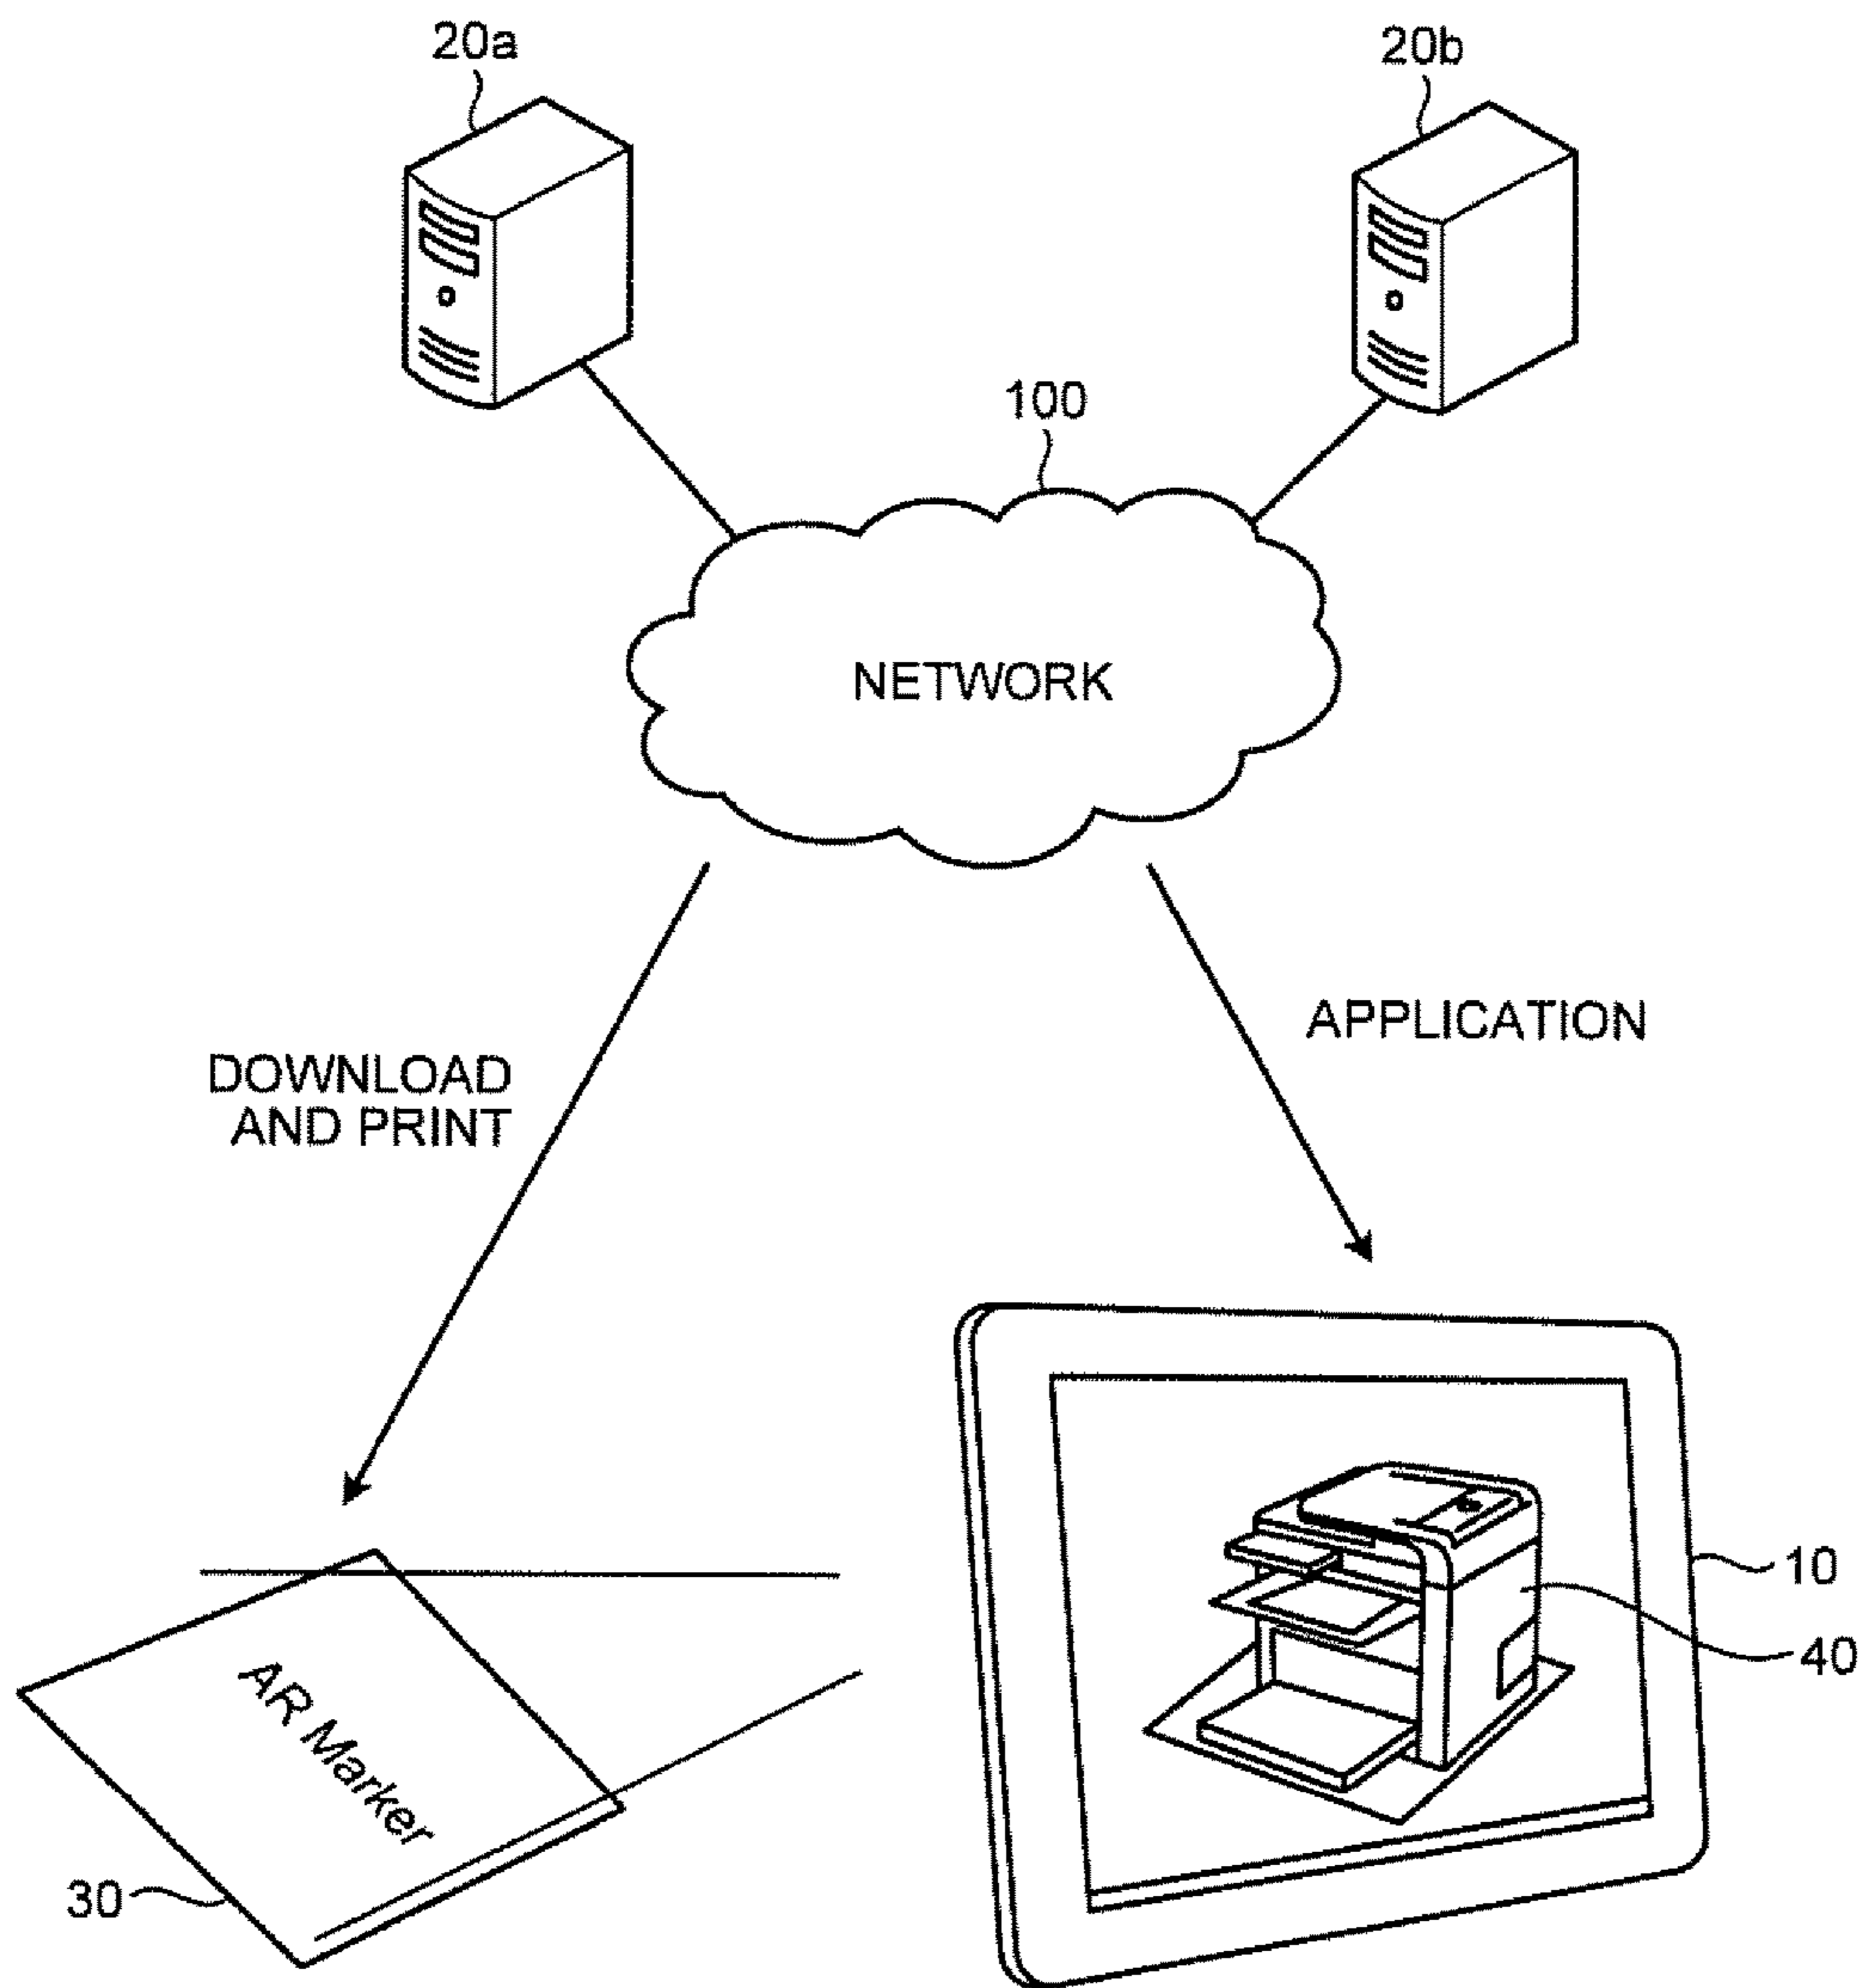 20a
20b
100
NETWORK
APPLICATION
DOWNLOAD
AND PRINT
10
40
AR Marker
30